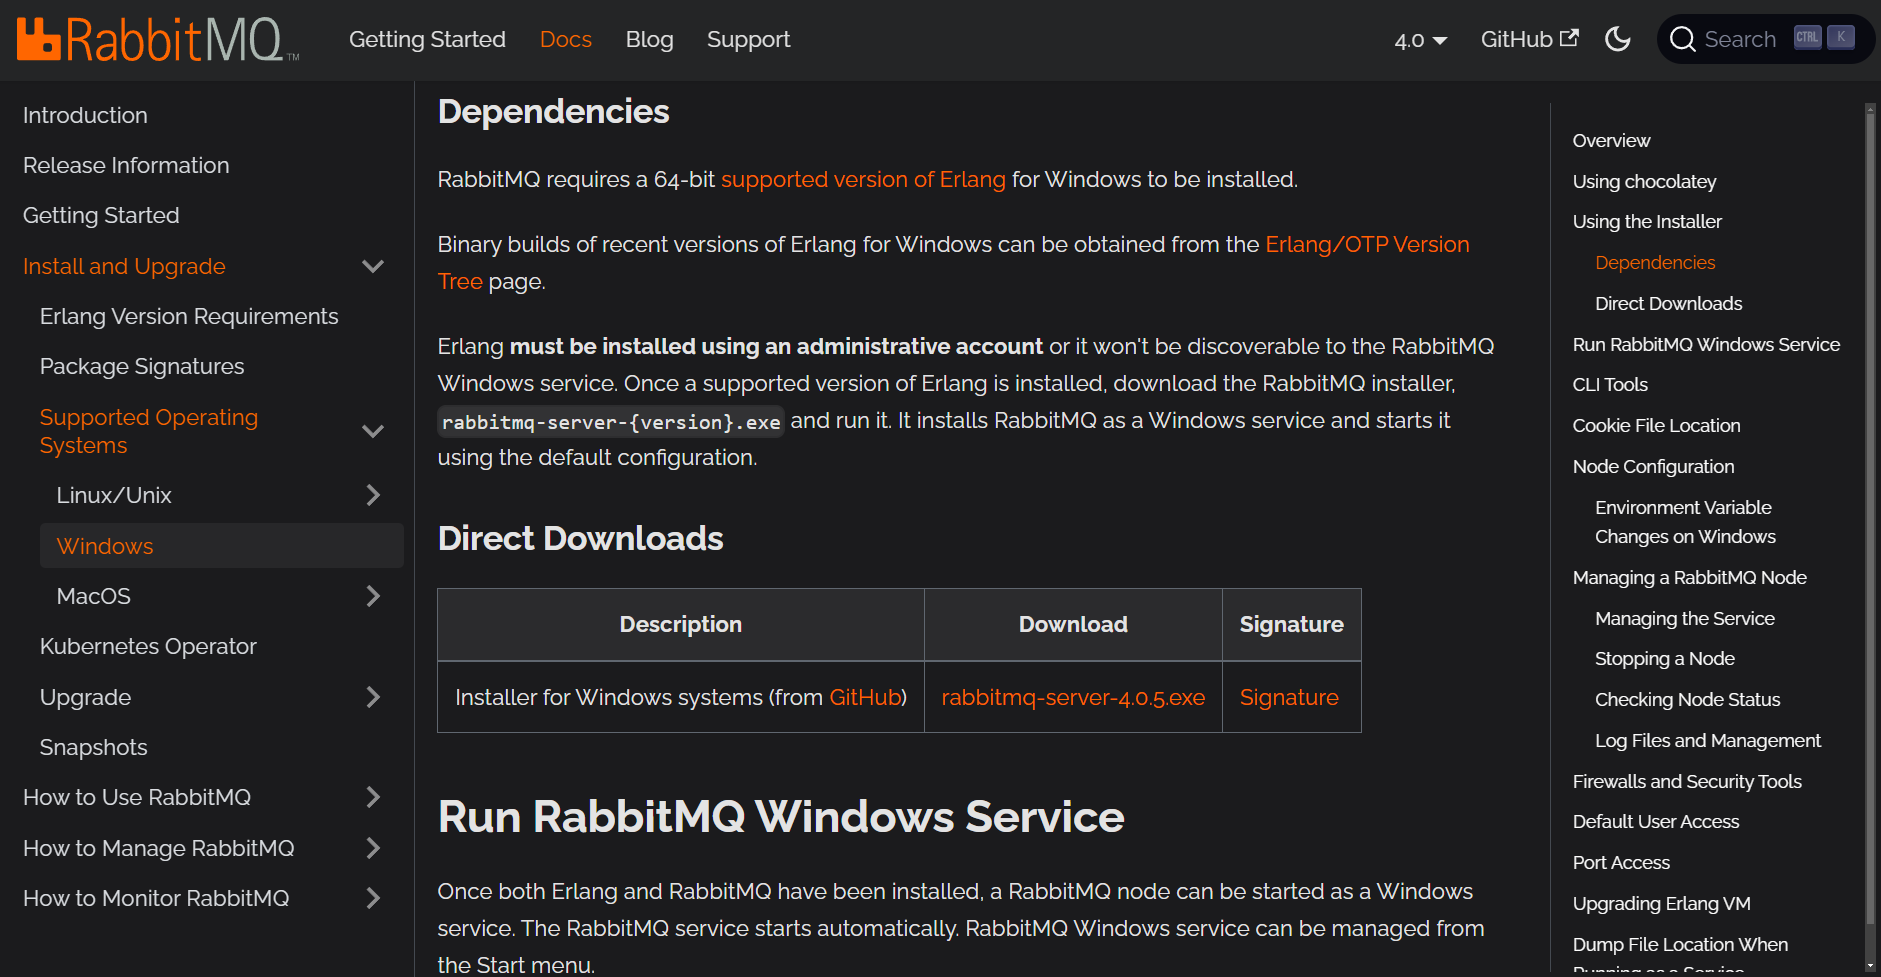 RabbitMQ™
Getting Started
Docs
Blog
Support
4.0
GitHub
Search
CTRL
K
Introduction
Release Information
Getting Started
Install and Upgrade
Erlang Version Requirements
Package Signatures
Supported Operating
Systems
Linux/Unix
Windows
MacOS
Kubernetes Operator
Upgrade
Snapshots
How to Use RabbitMQ
How to Manage RabbitMQ
How to Monitor RabbitMQ
Dependencies
RabbitMQ requires a 64-bit supported version of Erlang for Windows to be installed.
Binary builds of recent versions of Erlang for Windows can be obtained from the Erlang/OTP Version
Tree page.
Erlang must be installed using an administrative account or it won't be discoverable to the RabbitMQ
Windows service. Once a supported version of Erlang is installed, download the RabbitMQ installer,
rabbitmq-server-{version}.exe and run it. It installs RabbitMQ as a Windows service and starts it
using the default configuration.
Direct Downloads
Description Download Signature
Installer for Windows systems (from GitHub) rabbitmq-server-4.0.5.exe Signature
Run RabbitMQ Windows Service
Once both Erlang and RabbitMQ have been installed, a RabbitMQ node can be started as a Windows
service. The RabbitMQ service starts automatically. RabbitMQ Windows service can be managed from
the Start menu.
Overview
Using chocolatey
Using the Installer
Dependencies
Direct Downloads
Run RabbitMQ Windows Service
CLI Tools
Cookie File Location
Node Configuration
Environment Variable
Changes on Windows
Managing a RabbitMQ Node
Managing the Service
Stopping a Node
Checking Node Status
Log Files and Management
Firewalls and Security Tools
Default User Access
Port Access
Upgrading Erlang VM
Dump File Location When
Running as a Service